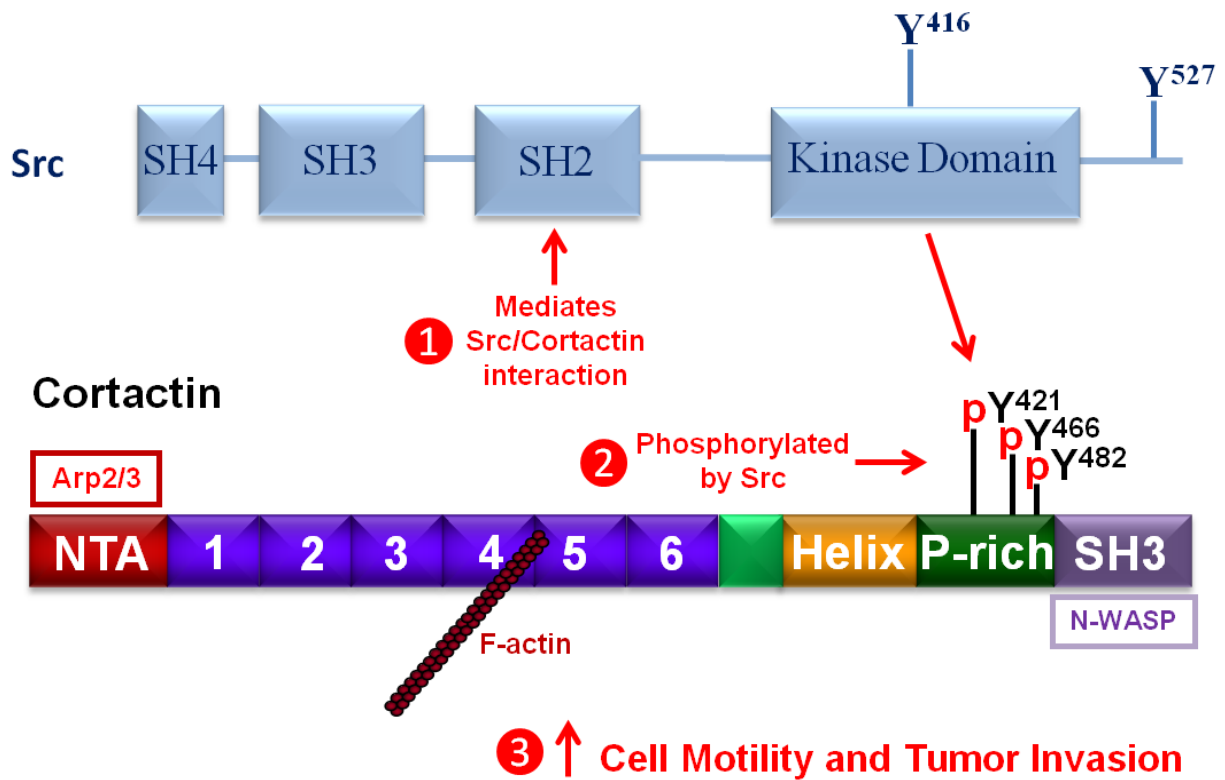 Y⁴¹⁶
Y⁵²⁷
Src
SH4
SH3
SH2
Kinase Domain
1
Mediates
Src/Cortactin
interaction
Cortactin
pY⁴²¹
pY⁴⁶⁶
pY⁴⁸²
2
Phosphorylated
by Src
Arp2/3
NTA
1
2
3
4
5
6
Helix
P-rich
SH3
N-WASP
F-actin
3
↑ Cell Motility and Tumor Invasion